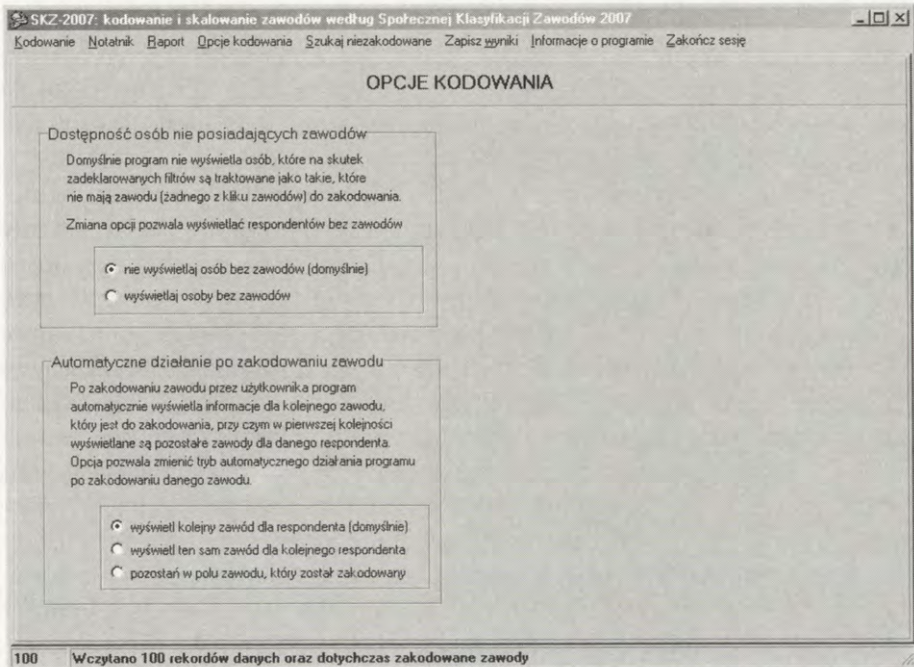 SKZ-2007: kodowanie i skalowanie zawodów według Społecznej Klasyfikacji Zawodów 2007
Kodowanie Notatnik Raport Opcje kodowania Szukaj niezakodowane Zapisz wyniki Informacje o programie Zakończ sesję
OPCJE KODOWANIA
Dostępność osób nie posiadających zawodów
Domyślnie program nie wyświetla osób, które na skutek
zadeklarowanych filtrów są traktowane jako takie, które
nie mają zawodu (żadnego z kliku zawodów) do zakodowania.
Zmiana opcji pozwala wyświetlać respondentów bez zawodów
nie wyświetlaj osób bez zawodów (domyślnie)
wyświetlaj osoby bez zawodów
Automatyczne działanie po zakodowaniu zawodu
Po zakodowaniu zawodu przez użytkownika program
automatycznie wyświetla informacje dla kolejnego zawodu,
który jest do zakodowania, przy czym w pierwszej kolejności
wyświetlane są pozostałe zawody dla danego respondenta.
Opcja pozwala zmienić tryb automatycznego działania programu
po zakodowaniu danego zawodu.
wyświetl kolejny zawód dla respondenta (domyślnie)
wyświetl ten sam zawód dla kolejnego respondenta
pozostań w polu zawodu, który został zakodowany
100 Wczytano 100 rekordów danych oraz dotychczas zakodowane zawody